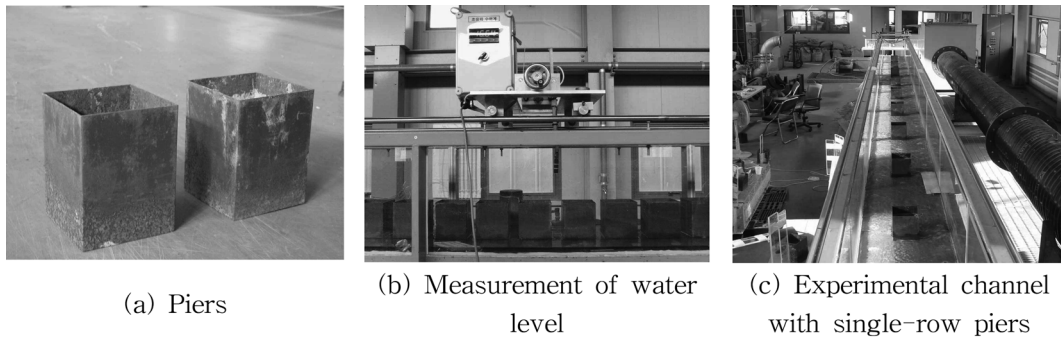 (a) Piers
(b) Measurement of water
level
(c) Experimental channel
with single-row piers